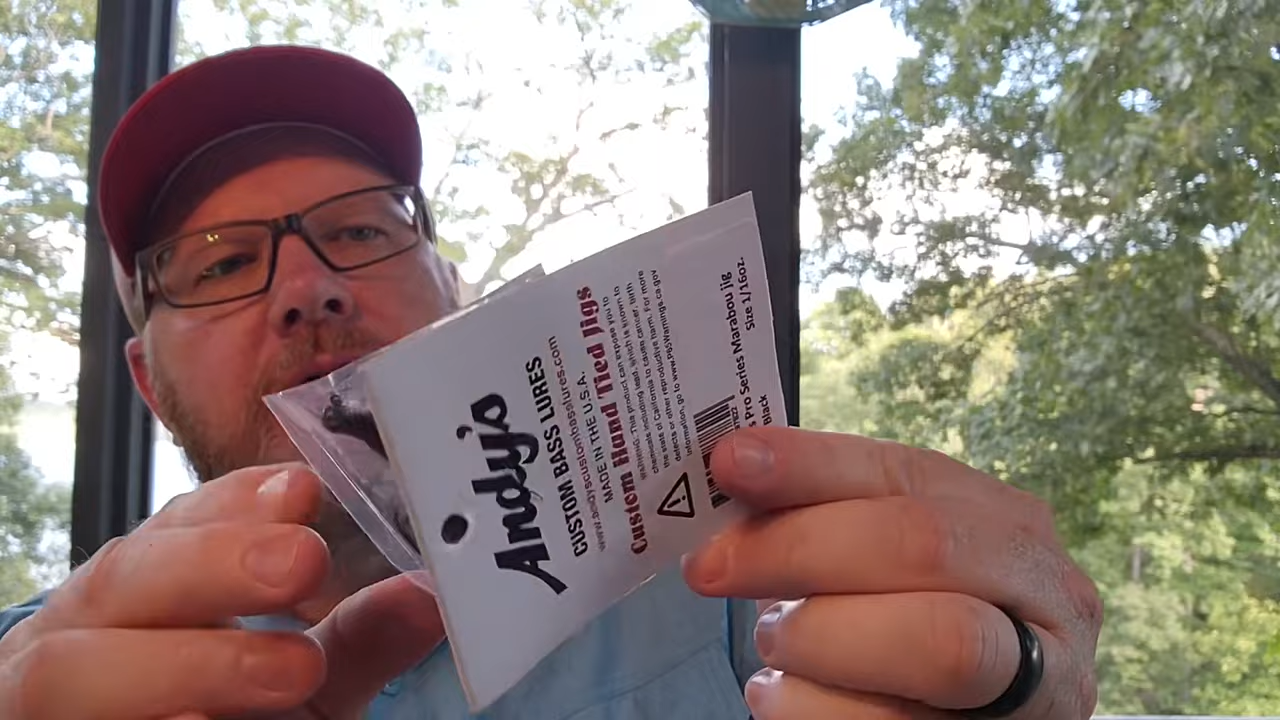 Andy's
CUSTOM BASS LURES
www.andyscustombasslures.com
MADE IN THE U.S.A.
Custom Hand Tied Jigs
WARNING: This product can expose you to
chemicals including lead, which is known to
the state of California to cause cancer, birth
defects or other reproductive harm. For more
information, go to www.P65Warnings.ca.gov
s Pro Series Marabou Jig
Black
Size 1/16oz.